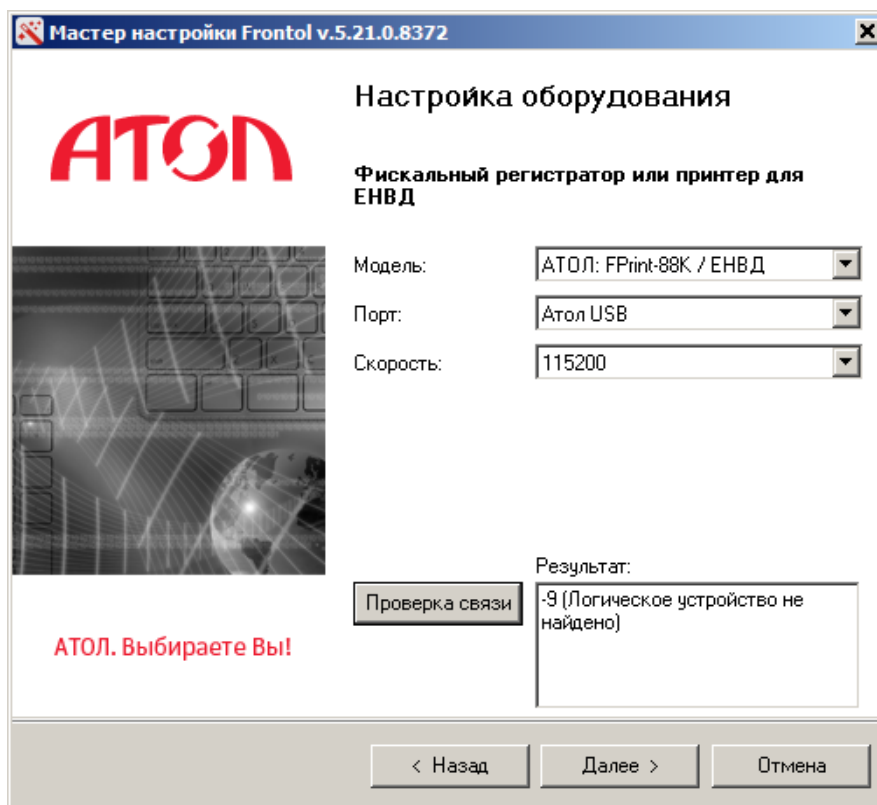 Мастер настройки Frontol v.5.21.0.8372
АТОЛ
Настройка оборудования
Фискальный регистратор или принтер для
ЕНВД
Модель:
АТОЛ: FPrint-88К / ЕНВД
Порт:
Атол USB
Скорость:
115200
Результат:
Проверка связи
-9 (Логическое устройство не
найдено)
АТОЛ. Выбираете Вы!
< Назад
Далее >
Отмена